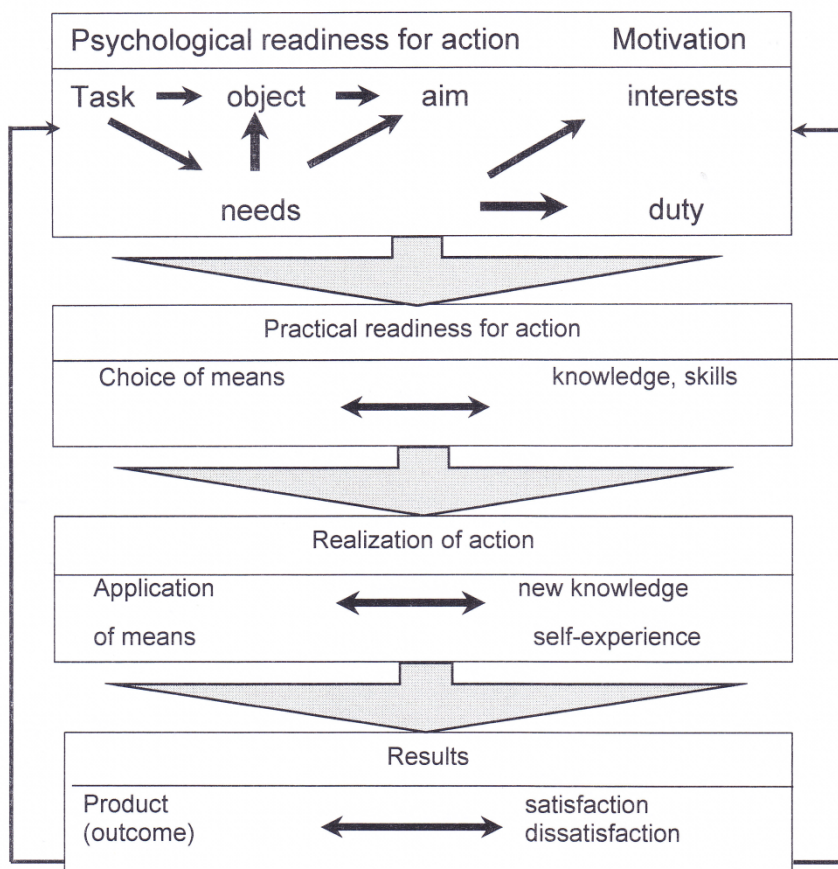 Psychological readiness for action Motivation
Task object aim interests
needs duty
Practical readiness for action
Choice of means knowledge, skills
Realization of action
Application new knowledge
of means self-experience
Results
Product satisfaction
(outcome) dissatisfaction